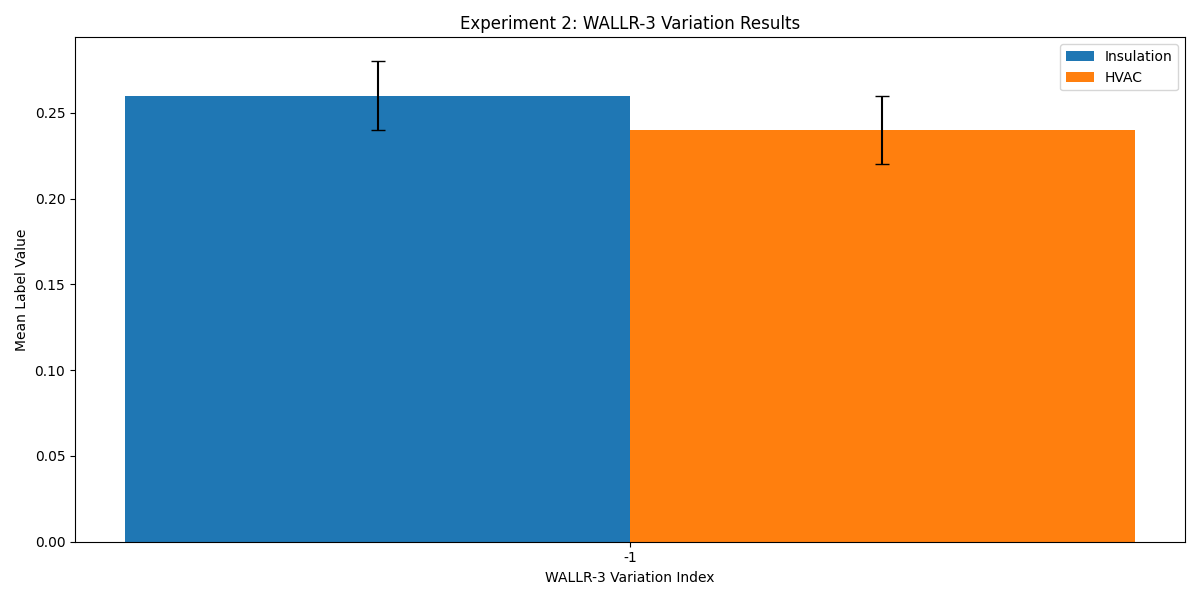 Experiment 2: WALLR-3 Variation Results
Insulation
HVAC
Mean Label Value
0.25
0.20
0.15
0.10
0.05
0.00
-1
WALLR-3 Variation Index